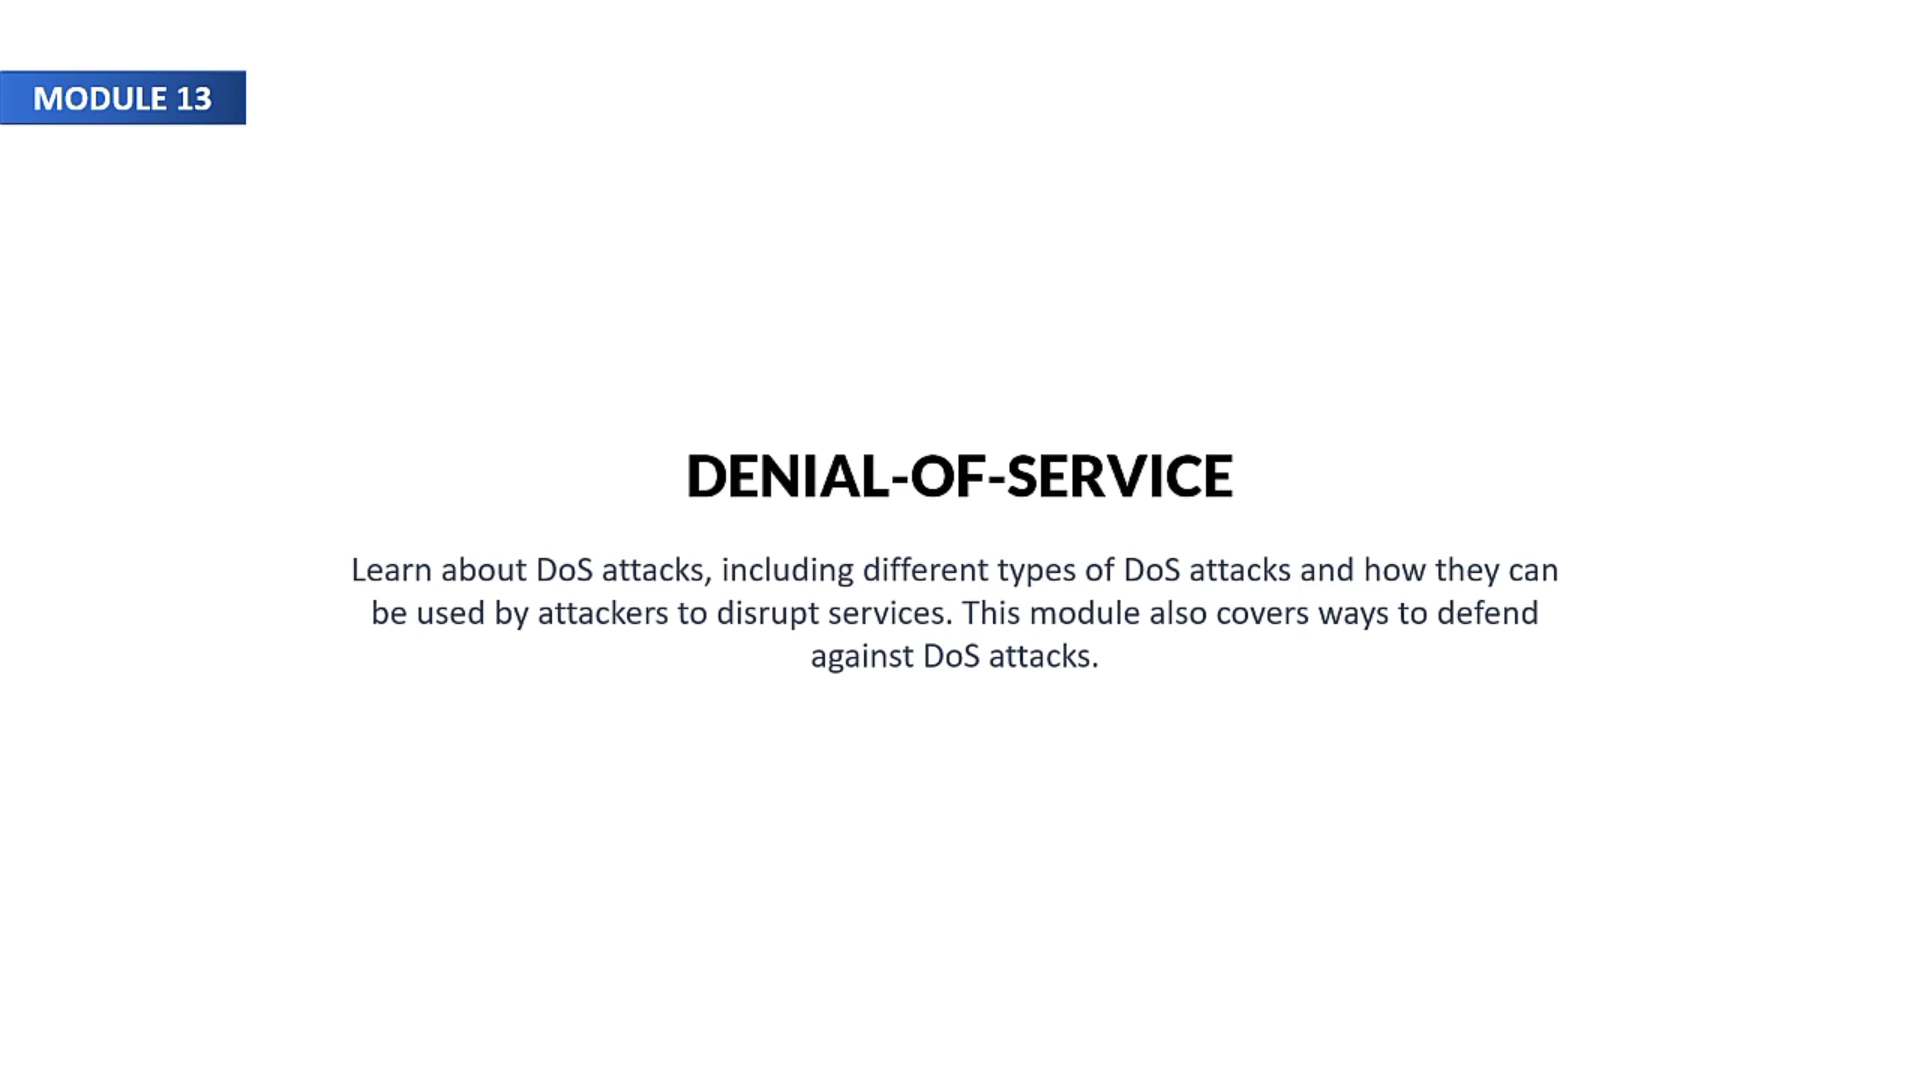 MODULE 13
DENIAL-OF-SERVICE
Learn about DoS attacks, including different types of DoS attacks and how they can
be used by attackers to disrupt services. This module also covers ways to defend
against DoS attacks.